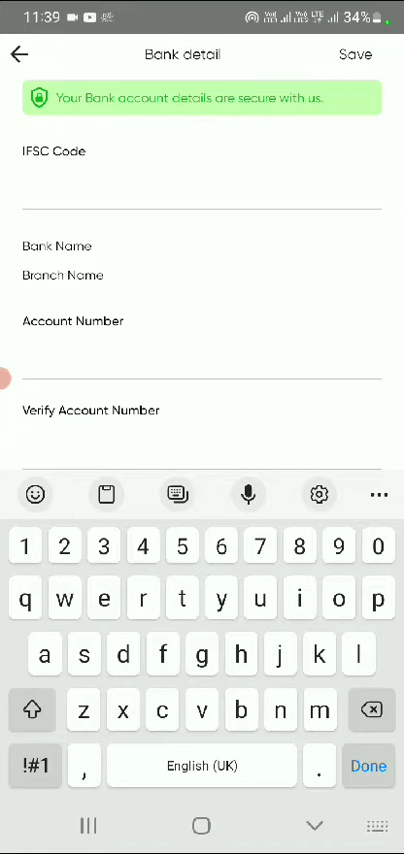 11:39 34%
Bank detail Save
Your Bank account details are secure with us.
IFSC Code
Bank Name
Branch Name
Account Number
Verify Account Number
1 2 3 4 5 6 7 8 9 0
q w e r t y u i o p
a s d f g h j k l
z x c v b n m
!#1 , English (UK) . Done